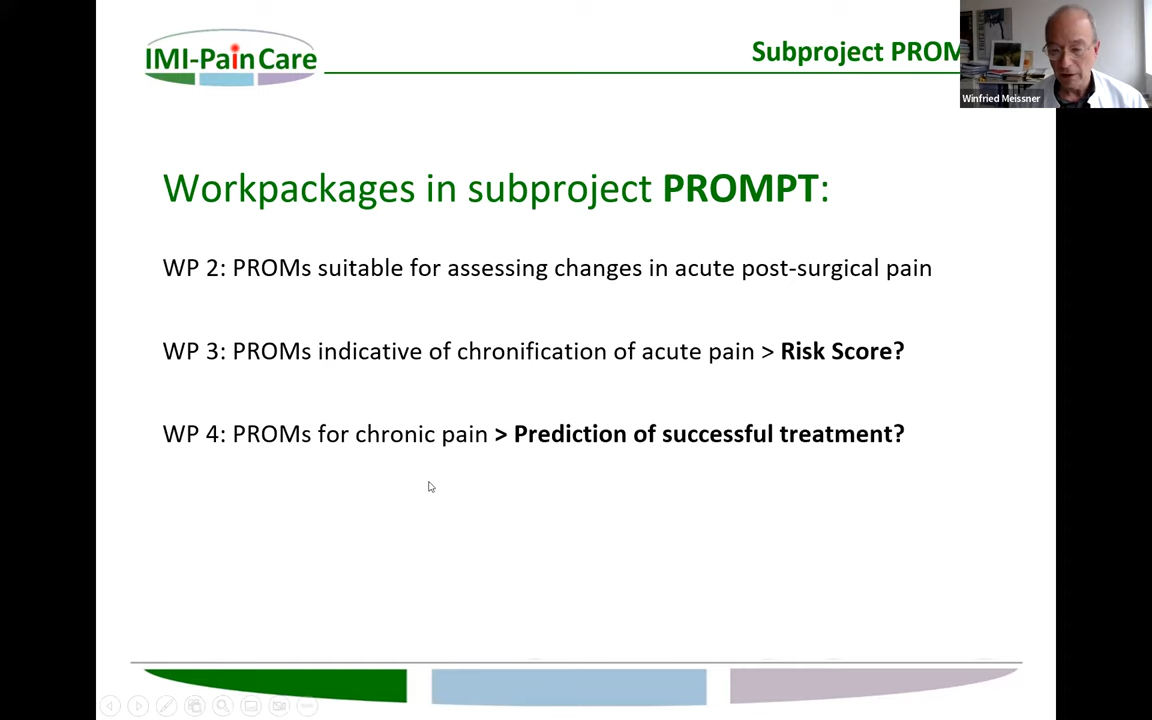 IMI-PainCare
Subproject PROM
Winfried Meissner
Workpackages in subproject PROMPT:
WP 2: PROMs suitable for assessing changes in acute post-surgical pain
WP 3: PROMs indicative of chronification of acute pain > Risk Score?
WP 4: PROMs for chronic pain > Prediction of successful treatment?